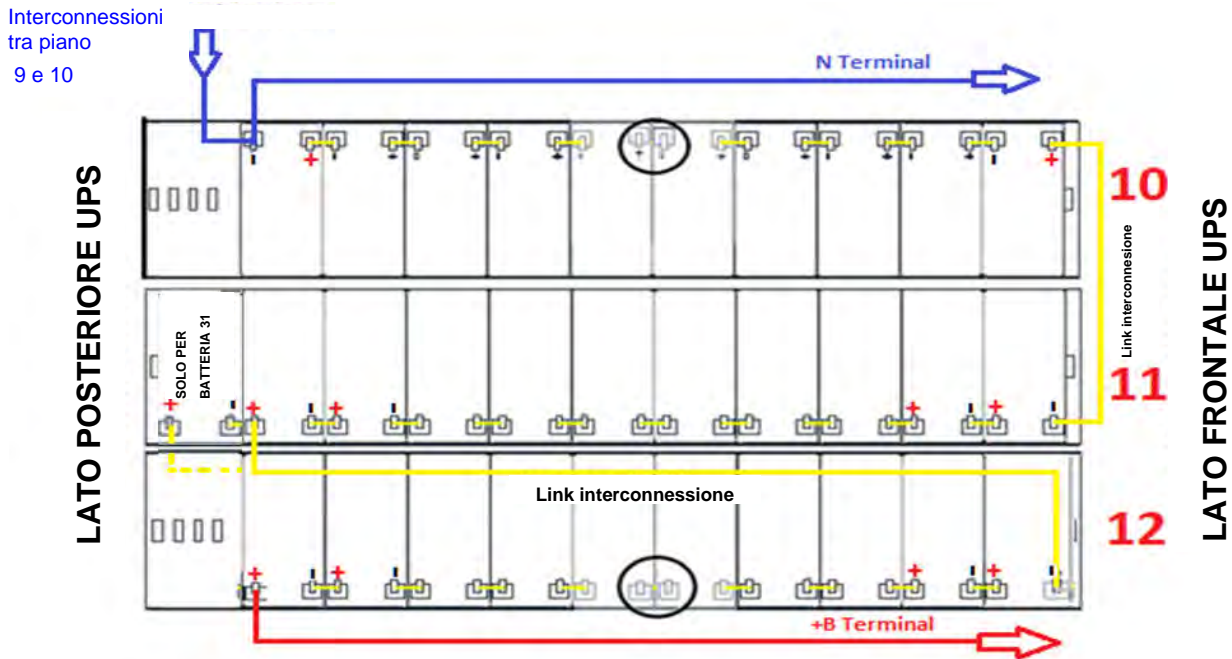 Interconnessioni
tra piano
9 e 10
N Terminal
LATO POSTERIORE UPS
10
11
12
Link interconnesione
LATO FRONTALE UPS
SOLO PER
BATTERIA 31
Link interconnessione
+B Terminal